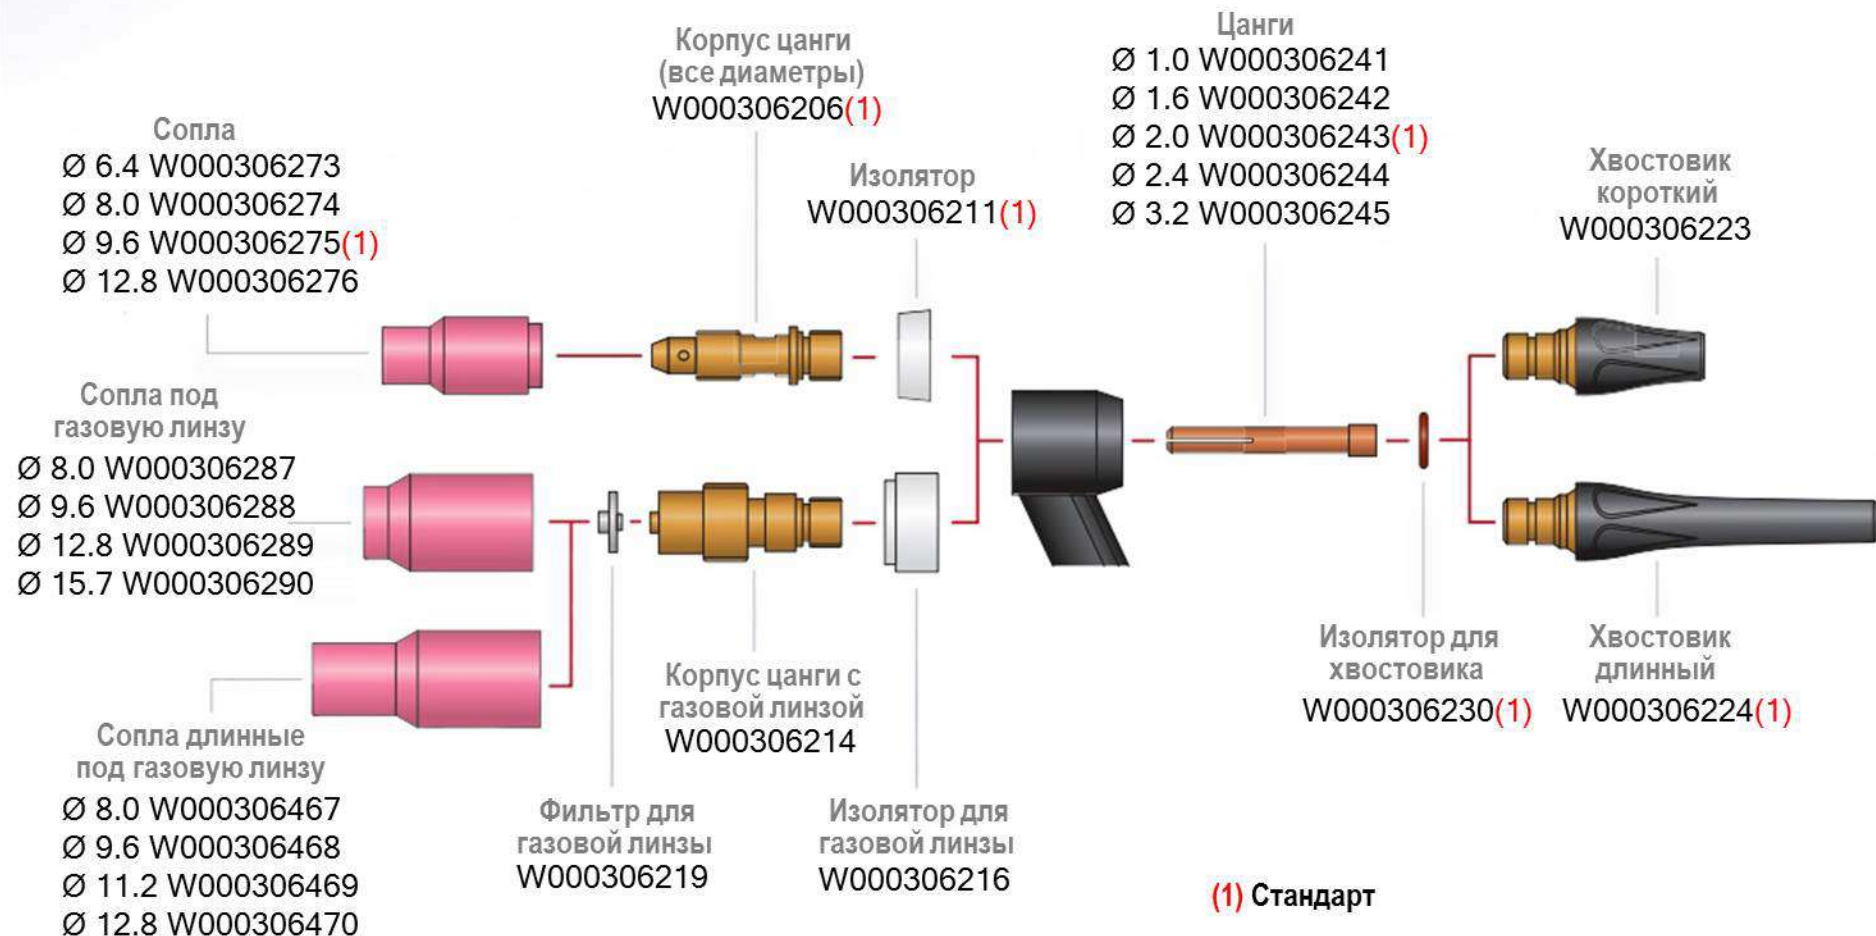 Сопла
Ø 6.4 W000306273
Ø 8.0 W000306274
Ø 9.6 W000306275(1)
Ø 12.8 W000306276
Корпус цанги
(все диаметры)
W000306206(1)
Изолятор
W000306211(1)
Цанги
Ø 1.0 W000306241
Ø 1.6 W000306242
Ø 2.0 W000306243(1)
Ø 2.4 W000306244
Ø 3.2 W000306245
Хвостовик
короткий
W000306223
Сопла под
газовую линзу
Ø 8.0 W000306287
Ø 9.6 W000306288
Ø 12.8 W000306289
Ø 15.7 W000306290
Сопла длинные
под газовую линзу
Ø 8.0 W000306467
Ø 9.6 W000306468
Ø 11.2 W000306469
Ø 12.8 W000306470
Фильтр для
газовой линзы
W000306219
Корпус цанги с
газовой линзой
W000306214
Изолятор для
газовой линзы
W000306216
Изолятор для
хвостовика
W000306230(1)
Хвостовик
длинный
W000306224(1)
(1) Стандарт